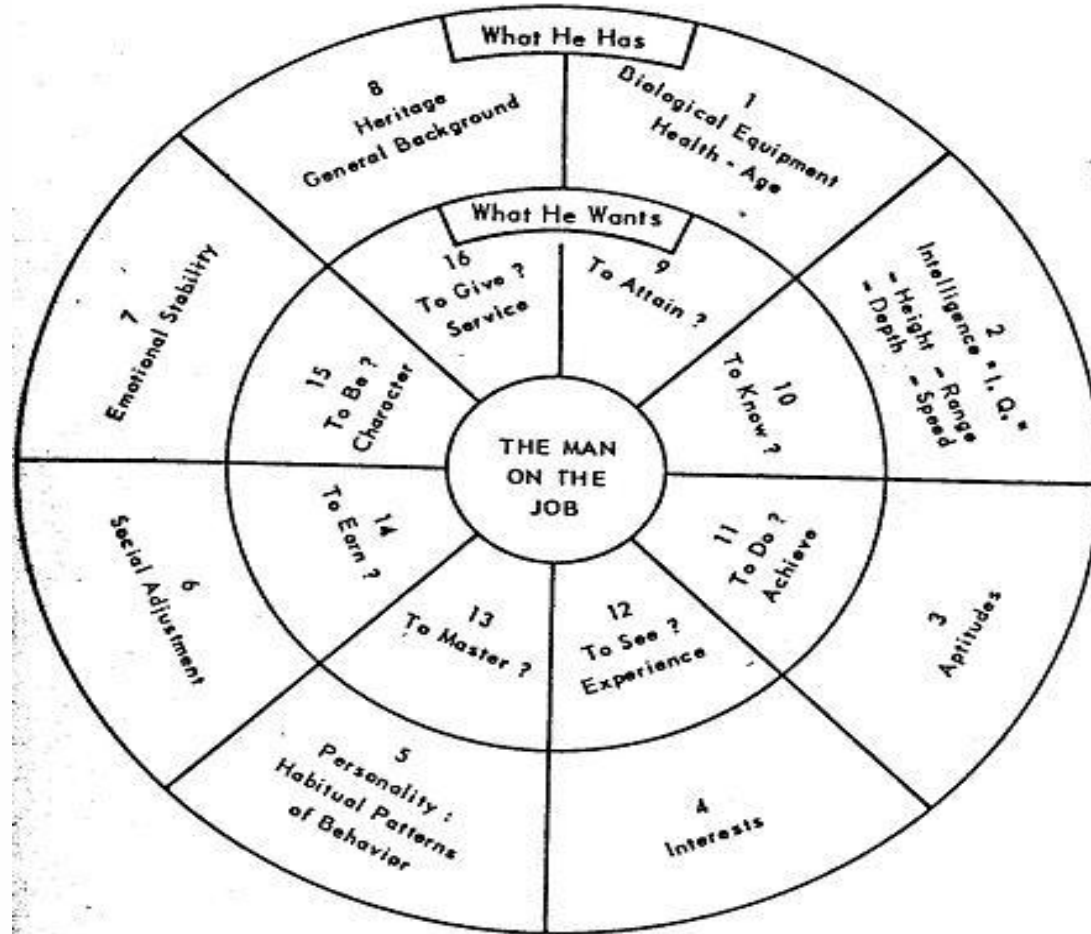 What He Has
1
Biological Equipment
Health - Age
2
Intelligence " I. Q. "
- Height - Range
- Depth - Speed
3
Aptitudes
4
Interests
5
Personality :
Habitual Patterns
of Behavior
6
Social Adjustment
7
Emotional Stability
8
Heritage
General Background
What He Wants
9
To Attain ?
10
To Know ?
11
To Do ?
Achieve
12
To See ?
Experience
13
To Master ?
14
To Earn ?
15
To Be ?
Character
16
To Give ?
Service
THE MAN
ON THE
JOB